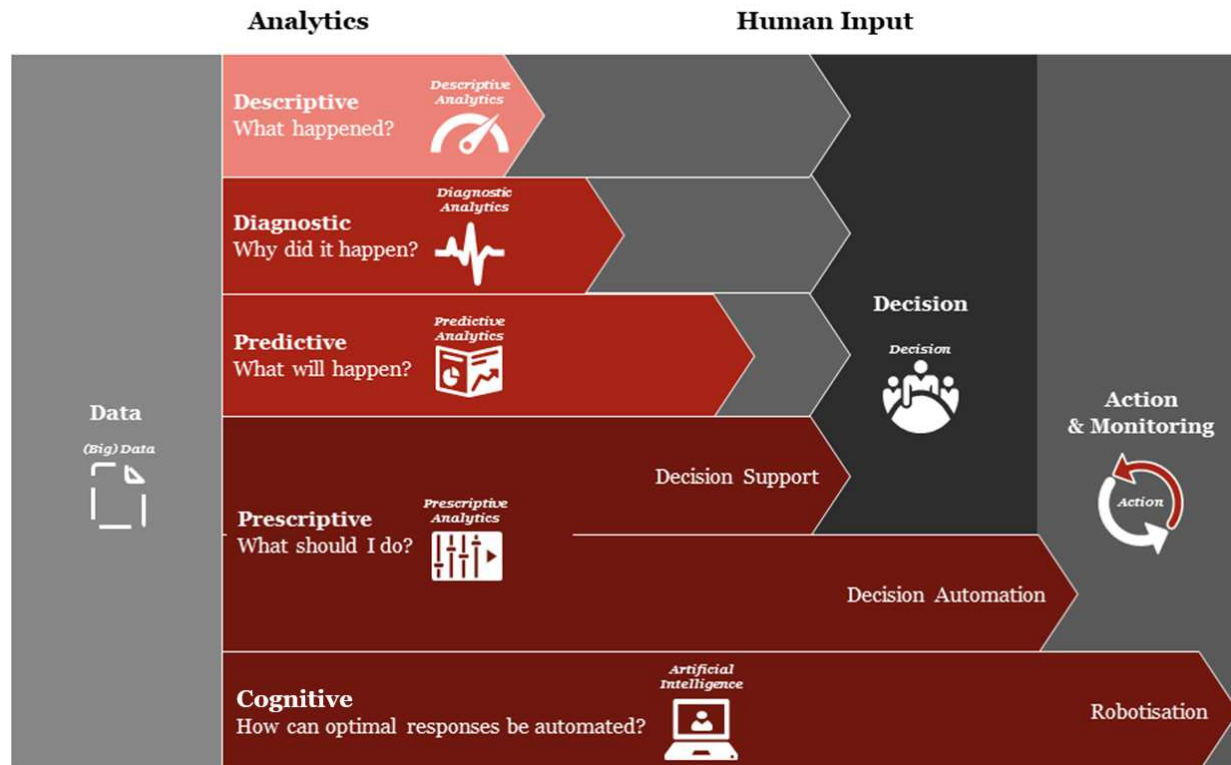 Analytics
Human Input
Descriptive
What happened?
Descriptive
Analytics
Diagnostic
Why did it happen?
Diagnostic
Analytics
Predictive
What will happen?
Predictive
Analytics
Prescriptive
What should I do?
Prescriptive
Analytics
Decision Support
Decision Automation
Cognitive
How can optimal responses be automated?
Artificial
Intelligence
Robotisation
Data
(Big) Data
Decision
Decision
Action
& Monitoring
Action